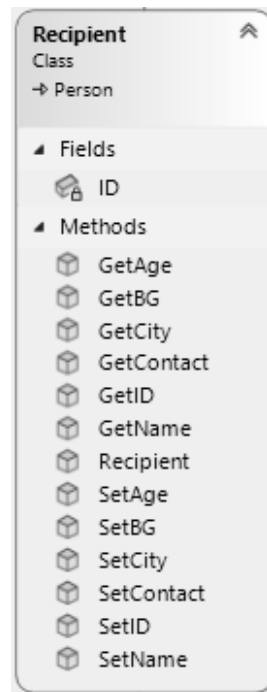 Recipient
Class
Person
Fields
ID
Methods
GetAge
GetBG
GetCity
GetContact
GetID
GetName
Recipient
SetAge
SetBG
SetCity
SetContact
SetID
SetName